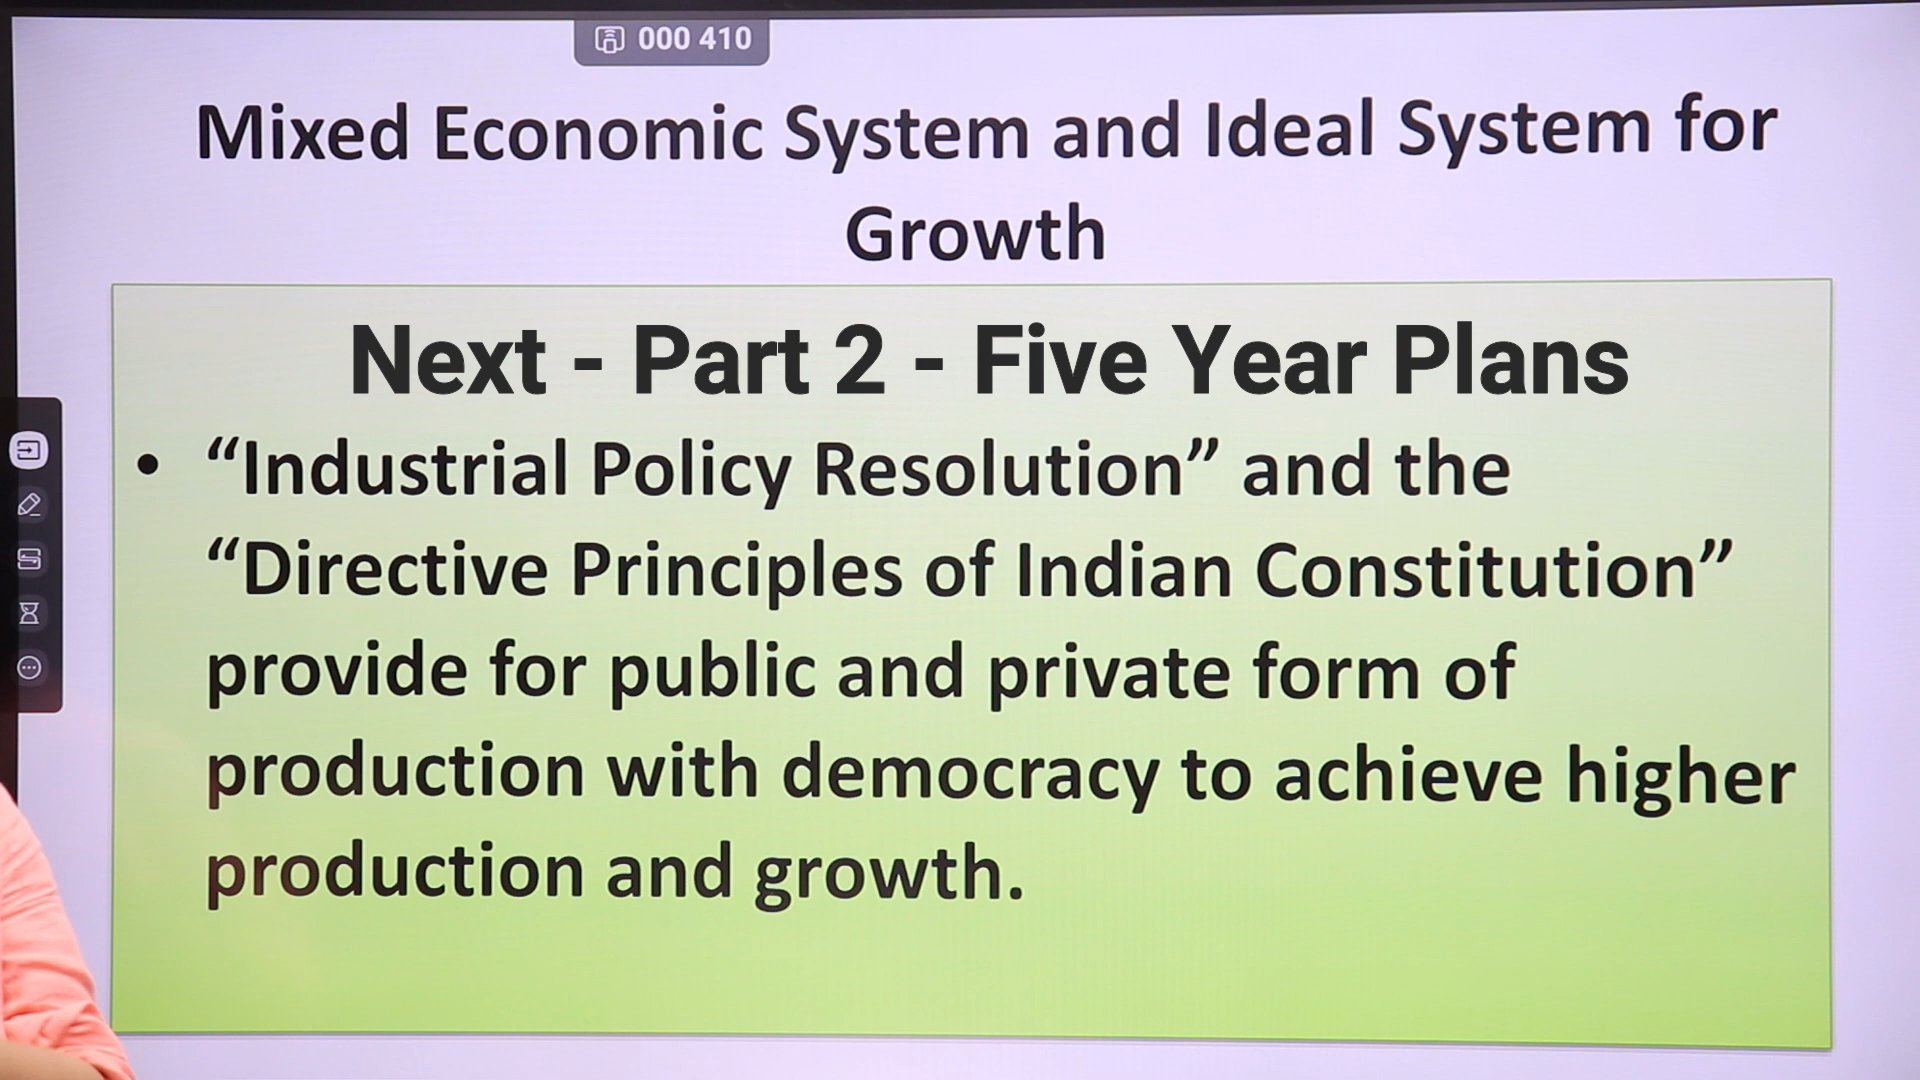 000 410
Mixed Economic System and Ideal System for
Growth
Next - Part 2 - Five Year Plans
• “Industrial Policy Resolution” and the
“Directive Principles of Indian Constitution”
provide for public and private form of
production with democracy to achieve higher
production and growth.